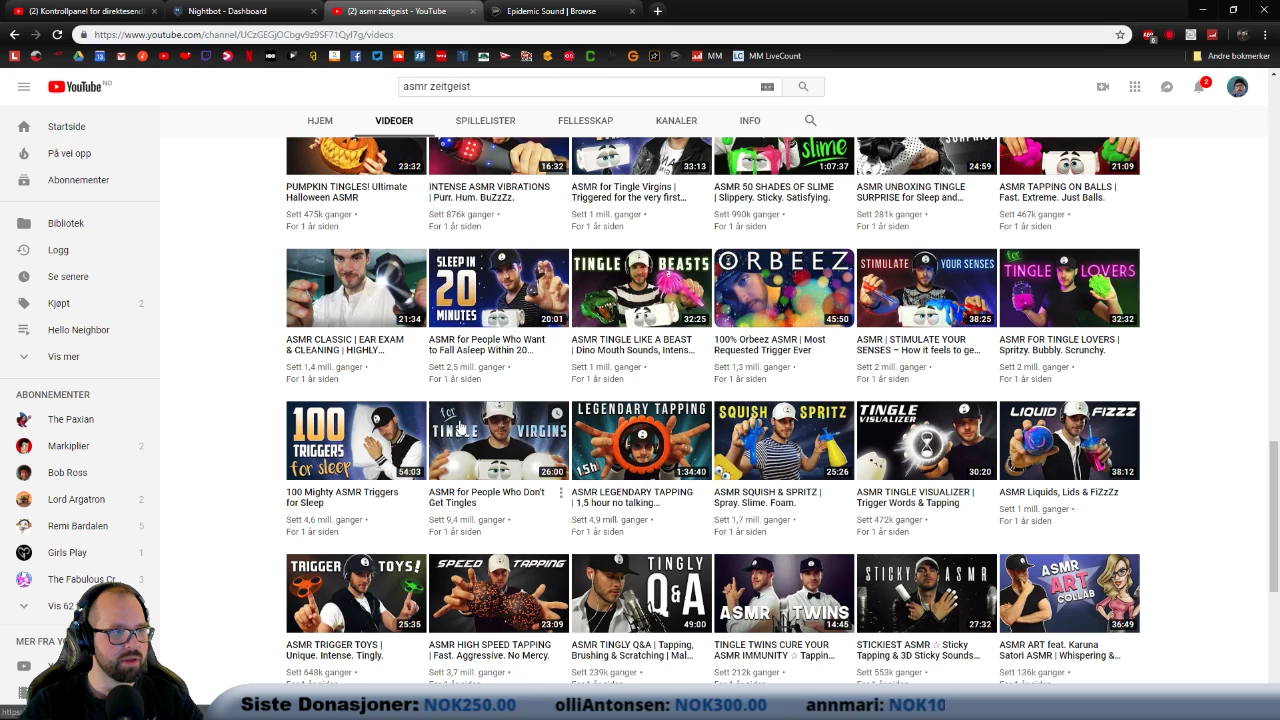 (2) Kontrollpanel for direktesend
Nightbot - Dashboard
(2) asmr zeitgeist - YouTube
Epidemic Sound | Browse
https://www.youtube.com/channel/UCzGEGjOCbgv9z9SF71QyI7g/videos
MM
MM LiveCount
Andre bokmerker
YouTube NO
asmr zeitgeist
2
HJEM
VIDEOER
SPILLELISTER
FELLESSKAP
KANALER
INFO
Startside
På vei opp
Abonnementer
Bibliotek
Logg
Se senere
Kjøpt 2
Hello Neighbor
Vis mer
ABONNEMENTER
The Paxian
Markiplier 2
Bob Ross
Lord Argatron 2
Remi Bardalen 5
Girls Play 1
The Fabulous Cr... 3
Vis 62
MER FRA YO
23:32
16:32
33:13
slime
1:07:37
24:59
21:09
PUMPKIN TINGLES! Ultimate
Halloween ASMR
Sett 475k ganger •
For 1 år siden
INTENSE ASMR VIBRATIONS
| Purr. Hum. BuZzZz.
Sett 876k ganger •
For 1 år siden
ASMR for Tingle Virgins |
Triggered for the very first...
Sett 1 mill. ganger •
For 1 år siden
ASMR 50 SHADES OF SLIME
| Slippery. Sticky. Satisfying.
Sett 990k ganger •
For 1 år siden
ASMR UNBOXING TINGLE
SURPRISE for Sleep and...
Sett 281k ganger •
For 1 år siden
ASMR TAPPING ON BALLS |
Fast. Extreme. Just Balls.
Sett 467k ganger •
For 1 år siden
21:34
SLEEP IN
20
MINUTES
20:01
TINGLE BEASTS
32:25
ORBEEZ
45:50
STIMULATE YOUR SENSES
38:25
for
TINGLE LOVERS
32:32
ASMR CLASSIC | EAR EXAM
& CLEANING | HIGHLY...
Sett 1,4 mill. ganger •
For 1 år siden
ASMR for People Who Want
to Fall Asleep Within 20...
Sett 2,5 mill. ganger •
For 1 år siden
ASMR TINGLE LIKE A BEAST
| Dino Mouth Sounds, Intens...
Sett 1 mill. ganger •
For 1 år siden
100% Orbeez ASMR | Most
Requested Trigger Ever
Sett 1,3 mill. ganger •
For 1 år siden
ASMR | STIMULATE YOUR
SENSES – How it feels to ge...
Sett 2 mill. ganger •
For 1 år siden
ASMR FOR TINGLE LOVERS |
Spritzy. Bubbly. Scrunchy.
Sett 2 mill. ganger •
For 1 år siden
100
TRIGGERS
for sleep
54:03
for
TINGLE VIRGINS
26:00
LEGENDARY TAPPING
15h
1:34:40
SQUISH & SPRITZ
25:26
TINGLE
VISUALIZER
30:20
LIQUID FIZZZ
38:12
100 Mighty ASMR Triggers
for Sleep
Sett 4,6 mill. ganger •
For 1 år siden
ASMR for People Who Don't
Get Tingles
Sett 9,4 mill. ganger •
For 1 år siden
ASMR LEGENDARY TAPPING
| 1,5 hour no talking...
Sett 4,9 mill. ganger •
For 1 år siden
ASMR SQUISH & SPRITZ |
Spray. Slime. Foam.
Sett 1,7 mill. ganger •
For 1 år siden
ASMR TINGLE VISUALIZER |
Trigger Words & Tapping
Sett 472k ganger •
For 1 år siden
ASMR Liquids, Lids & FiZzZz
Sett 1 mill. ganger •
For 1 år siden
TRIGGER TOYS!
25:35
SPEED TAPPING
23:09
TINGLY
Q&A
49:00
ASMR TWINS
14:45
STICKY ASMR
27:32
ASMR
ART
COLLAB
36:49
ASMR TRIGGER TOYS |
Unique. Intense. Tingly.
Sett 648k ganger •
ASMR HIGH SPEED TAPPING
| Fast. Aggressive. No Mercy.
Sett 3,7 mill. ganger •
ASMR TINGLY Q&A | Tapping,
Brushing & Scratching | Mal...
Sett 239k ganger •
TINGLE TWINS CURE YOUR
ASMR IMMUNITY ☆ Tappin...
Sett 212k ganger •
STICKIEST ASMR ☆ Sticky
Tapping & 3D Sticky Sounds...
Sett 553k ganger •
ASMR ART feat. Karuna
Satori ASMR | Whispering &...
Sett 136k ganger •
Siste Donasjoner: NOK250.00 olliAntonsen: NOK300.00 annmari: NOK10